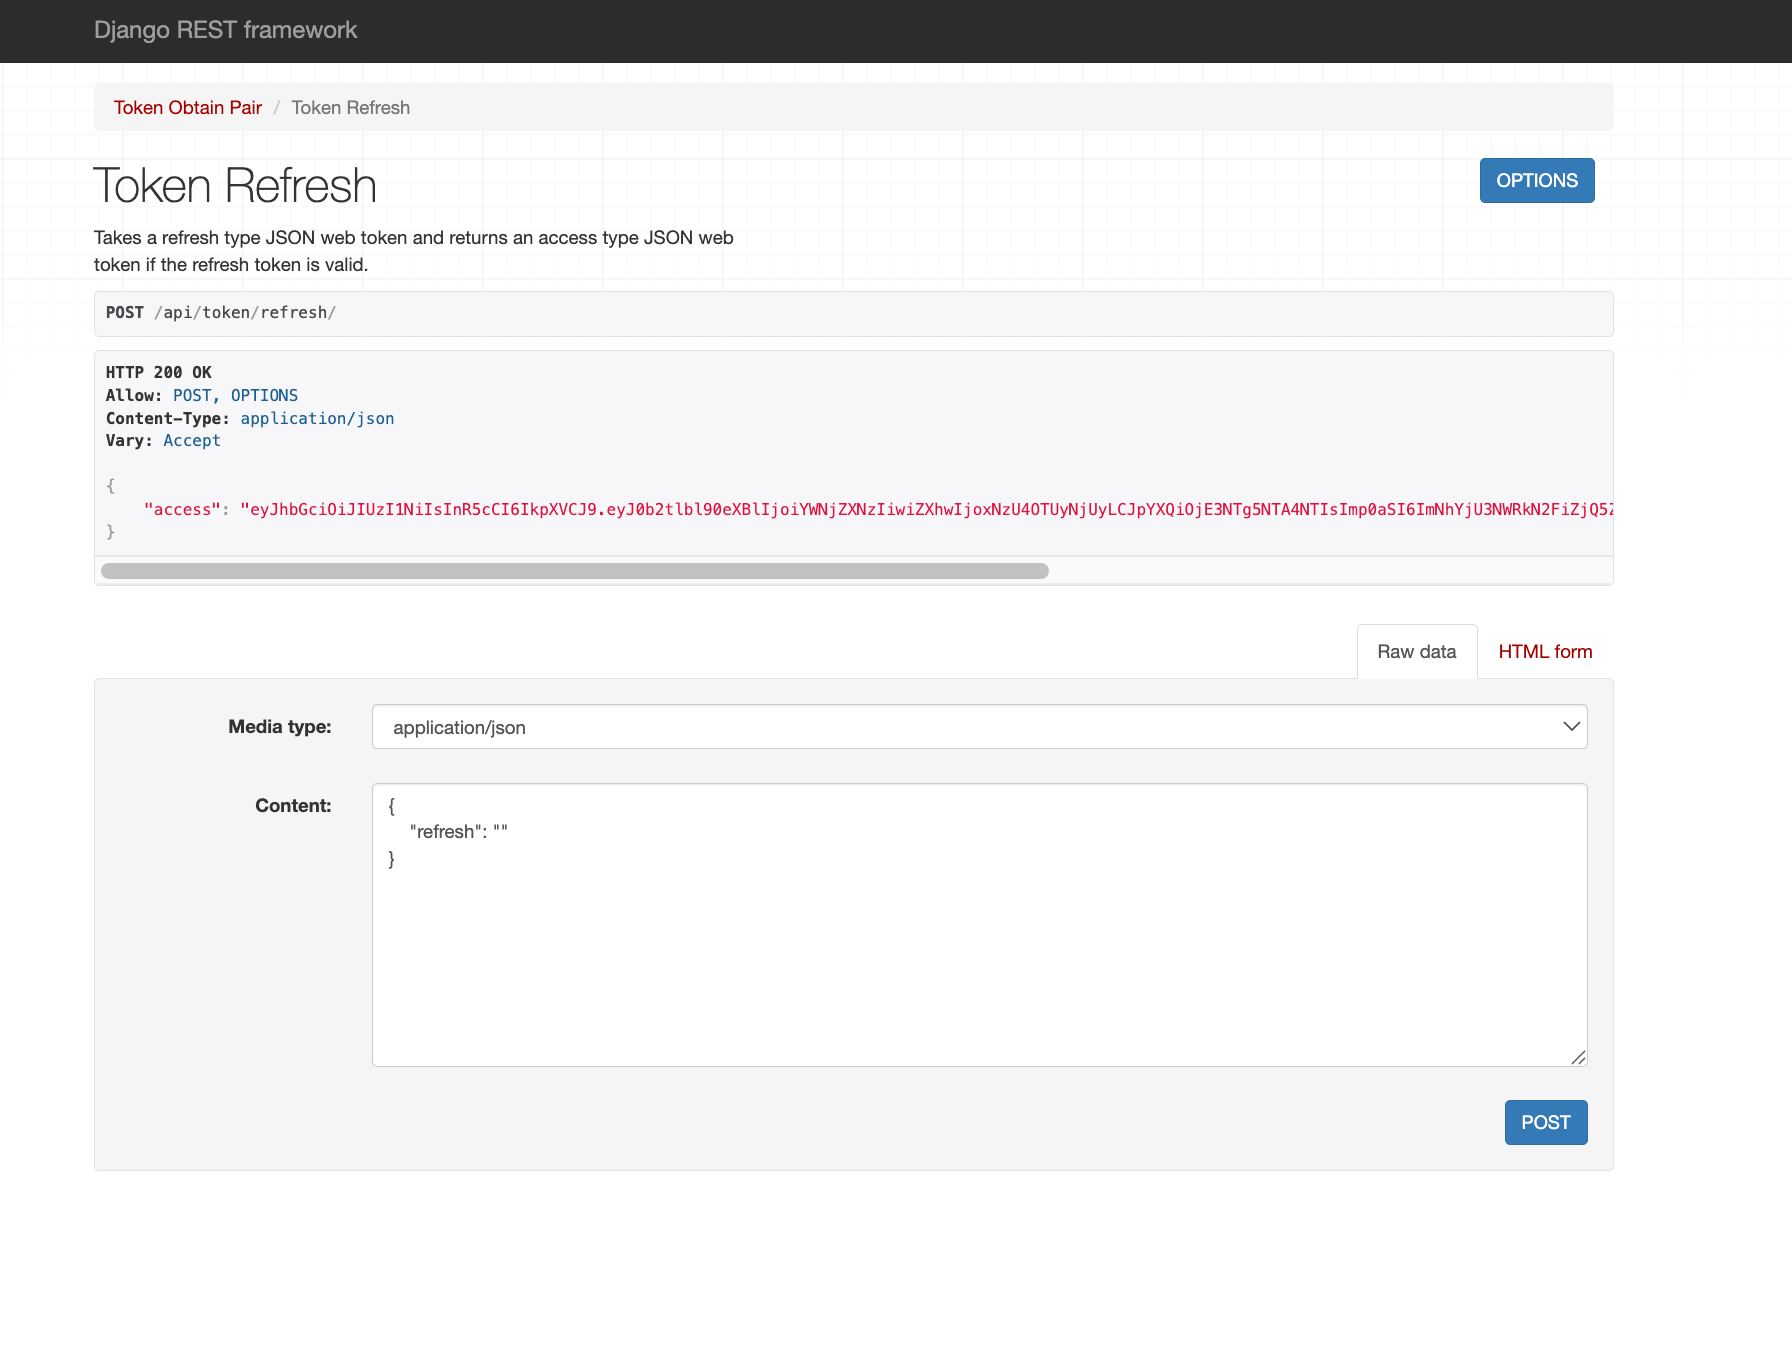 Django REST framework
Token Obtain Pair / Token Refresh
Token Refresh
OPTIONS
Takes a refresh type JSON web token and returns an access type JSON web
token if the refresh token is valid.
POST /api/token/refresh/
HTTP 200 OK
Allow: POST, OPTIONS
Content-Type: application/json
Vary: Accept
{
"access": "eyJhbGciOiJIUzI1NiIsInR5cCI6IkpXVCJ9.eyJ0b2tlbl90eXBlIjoiYWNjZXNzIiwiZXhwIjoxNzU4OTUyNjUyLCJpYXQiOjE3NTg5NTA4NTIsImp0aSI6ImNhYjU3NWRkN2FiZjQ5Z
}
Raw data
HTML form
Media type:
application/json
Content:
{
"refresh": ""
}
POST